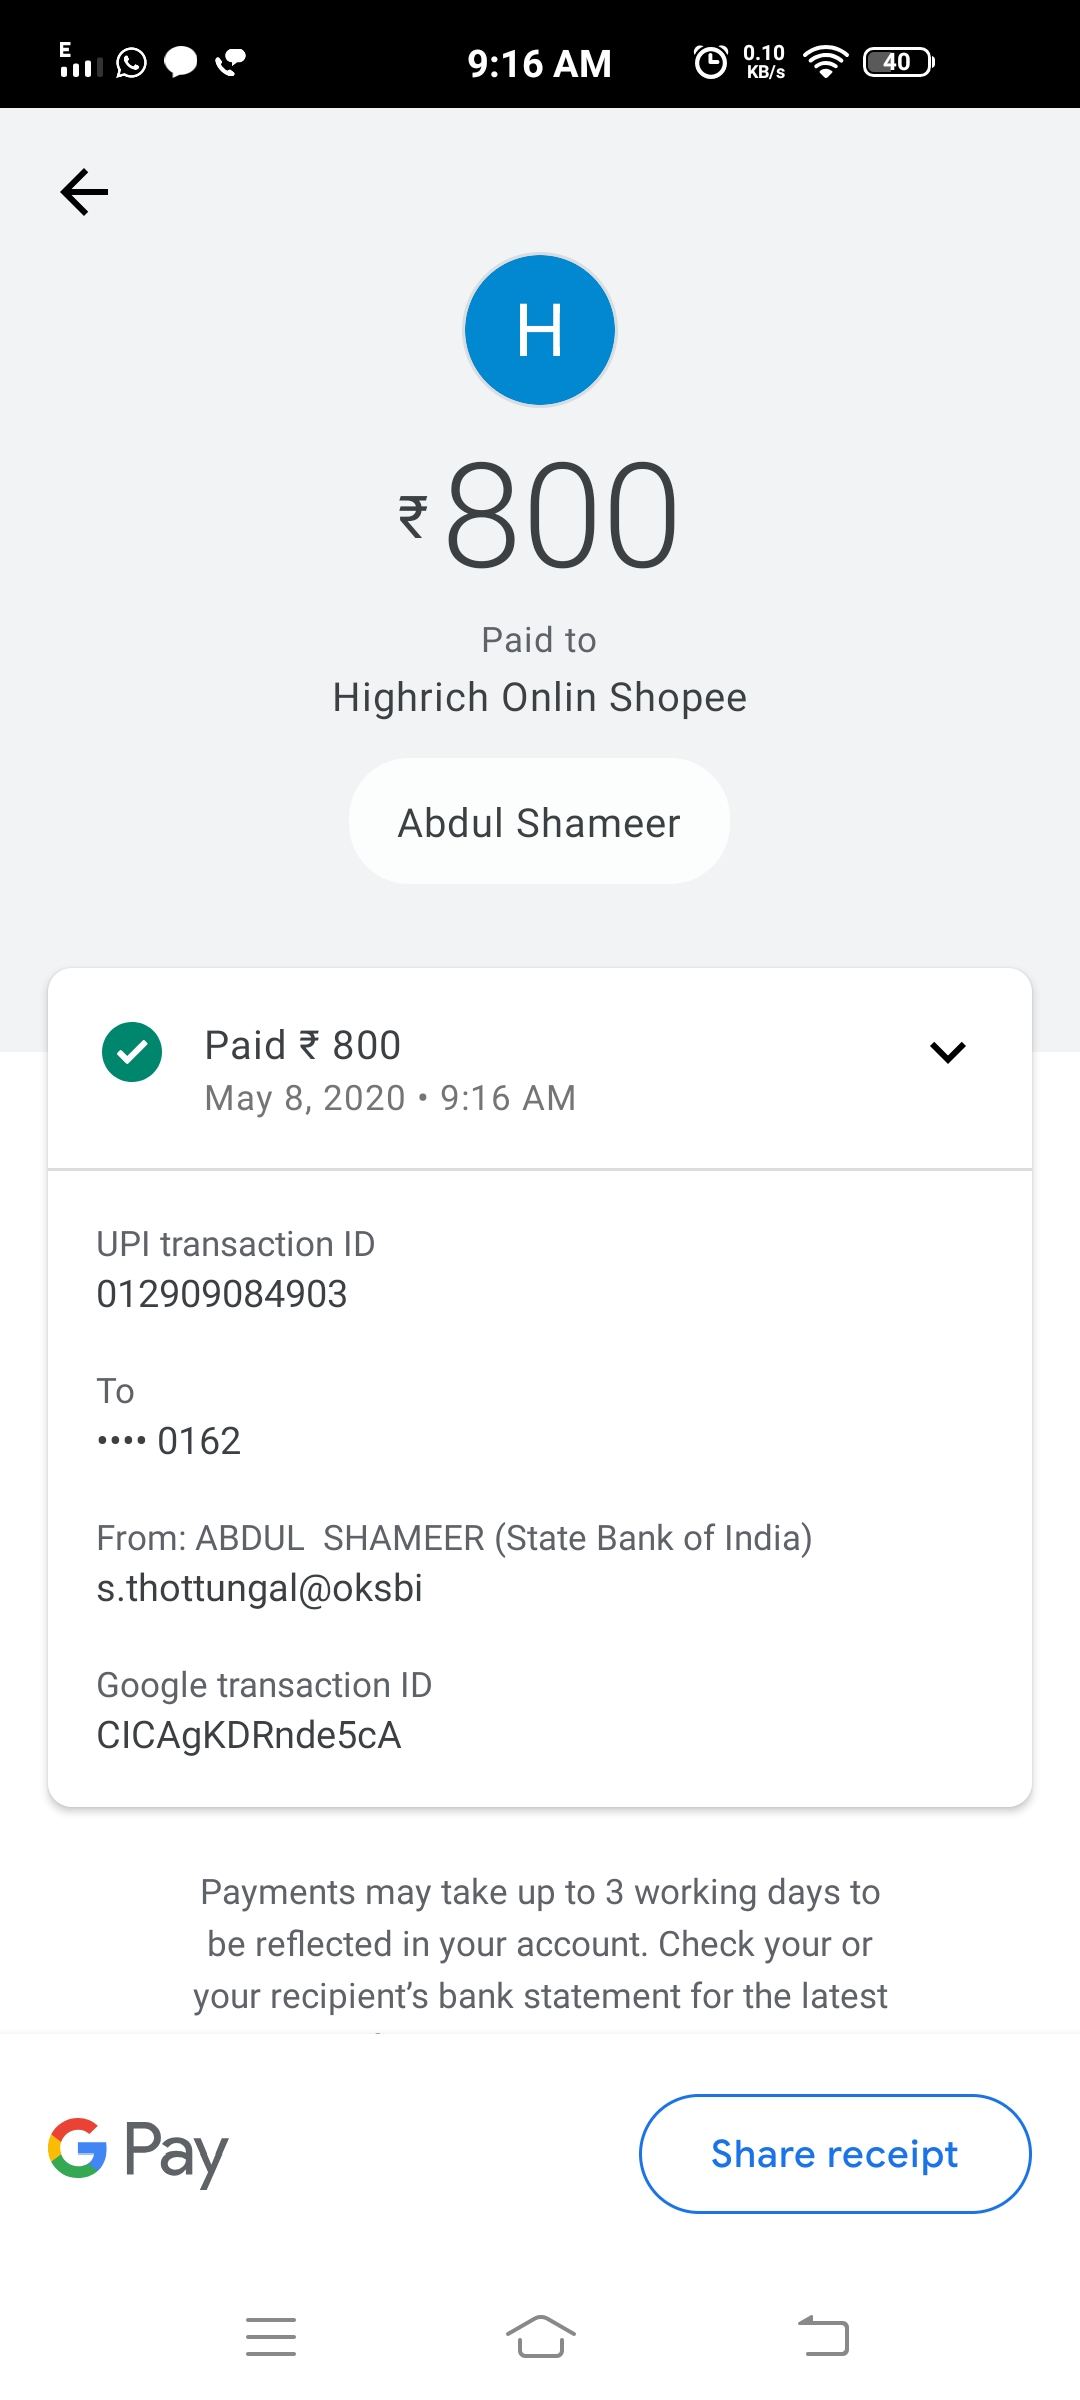 E
9:16 AM
0.10
KB/s
40
H
₹800
Paid to
Highrich Onlin Shopee
Abdul Shameer
Paid ₹ 800
May 8, 2020 • 9:16 AM
UPI transaction ID
012909084903
To
•••• 0162
From: ABDUL  SHAMEER (State Bank of India)
s.thottungal@oksbi
Google transaction ID
CICAgKDRnde5cA
Payments may take up to 3 working days to
be reflected in your account. Check your or
your recipient’s bank statement for the latest
G Pay
Share receipt